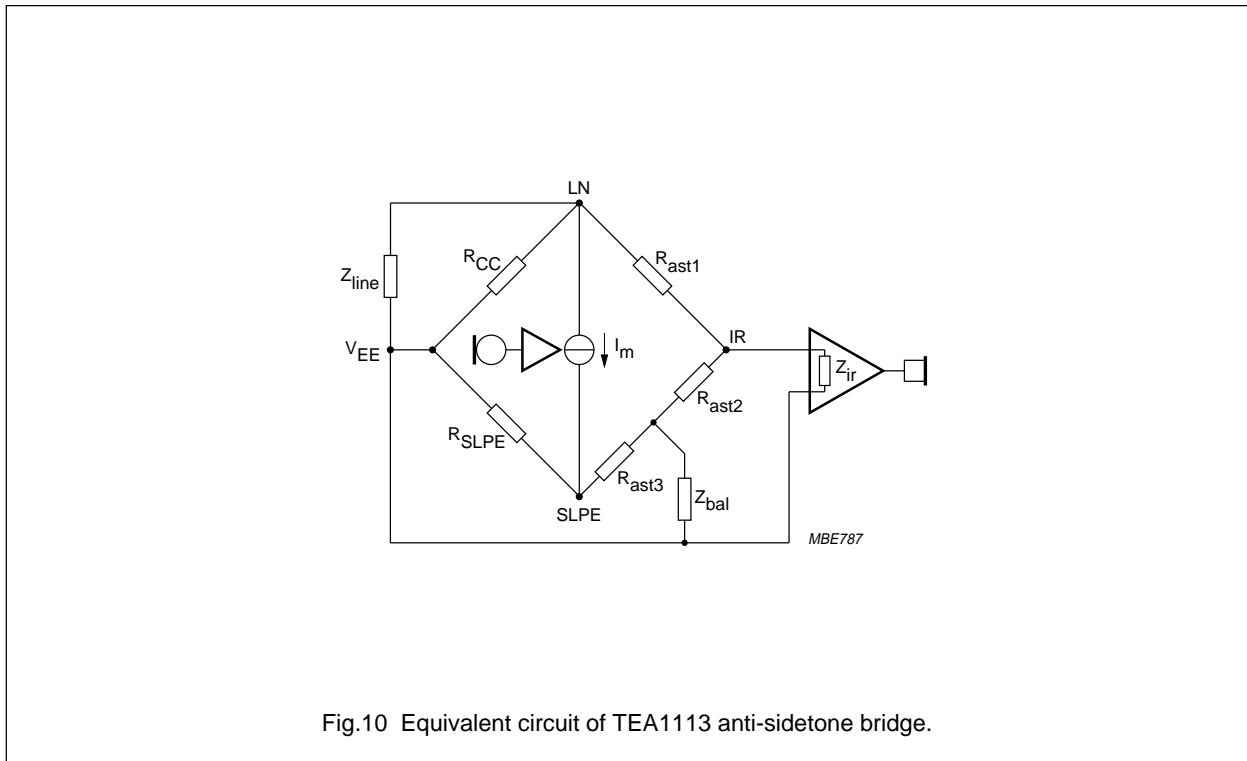 LN
R_CC
R_ast1
Z_line
V_EE
I_m
IR
Z_ir
R_ast2
R_SLPE
R_ast3
Z_bal
SLPE
MBE787
Fig.10 Equivalent circuit of TEA1113 anti-sidetone bridge.